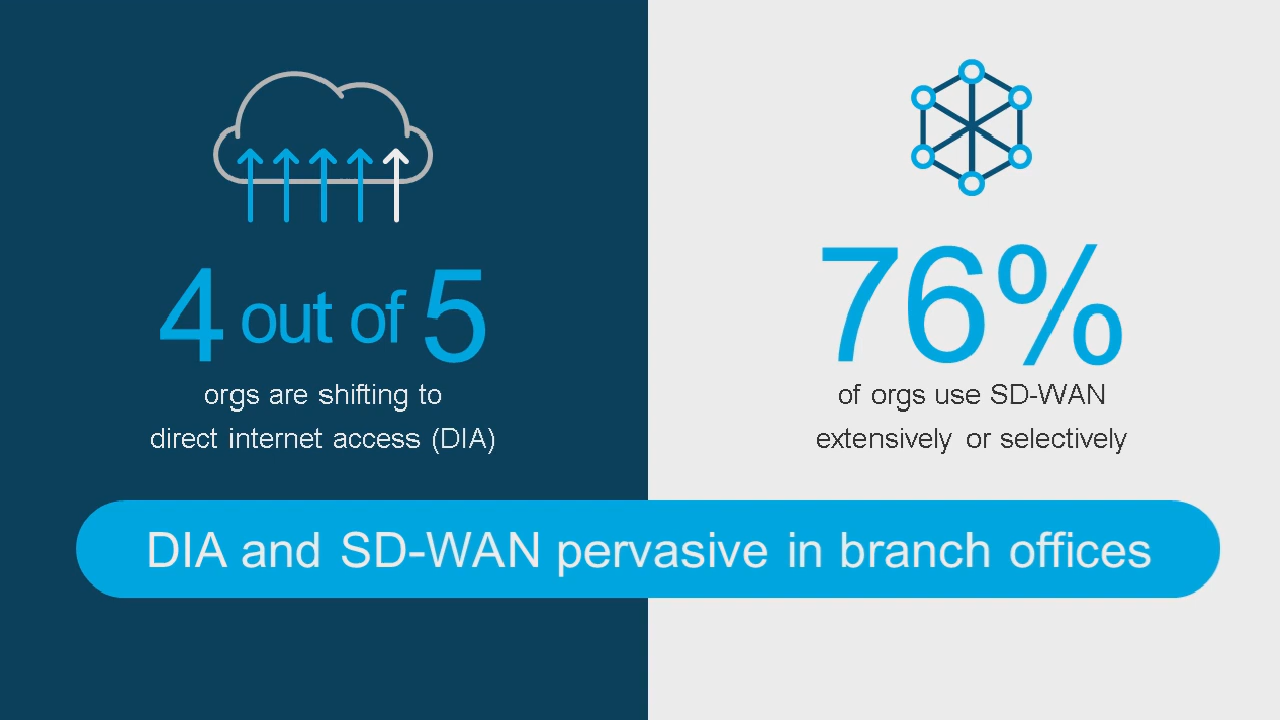 4 out of 5
orgs are shifting to
direct internet access (DIA)
76%
of orgs use SD-WAN
extensively or selectively
DIA and SD-WAN pervasive in branch offices